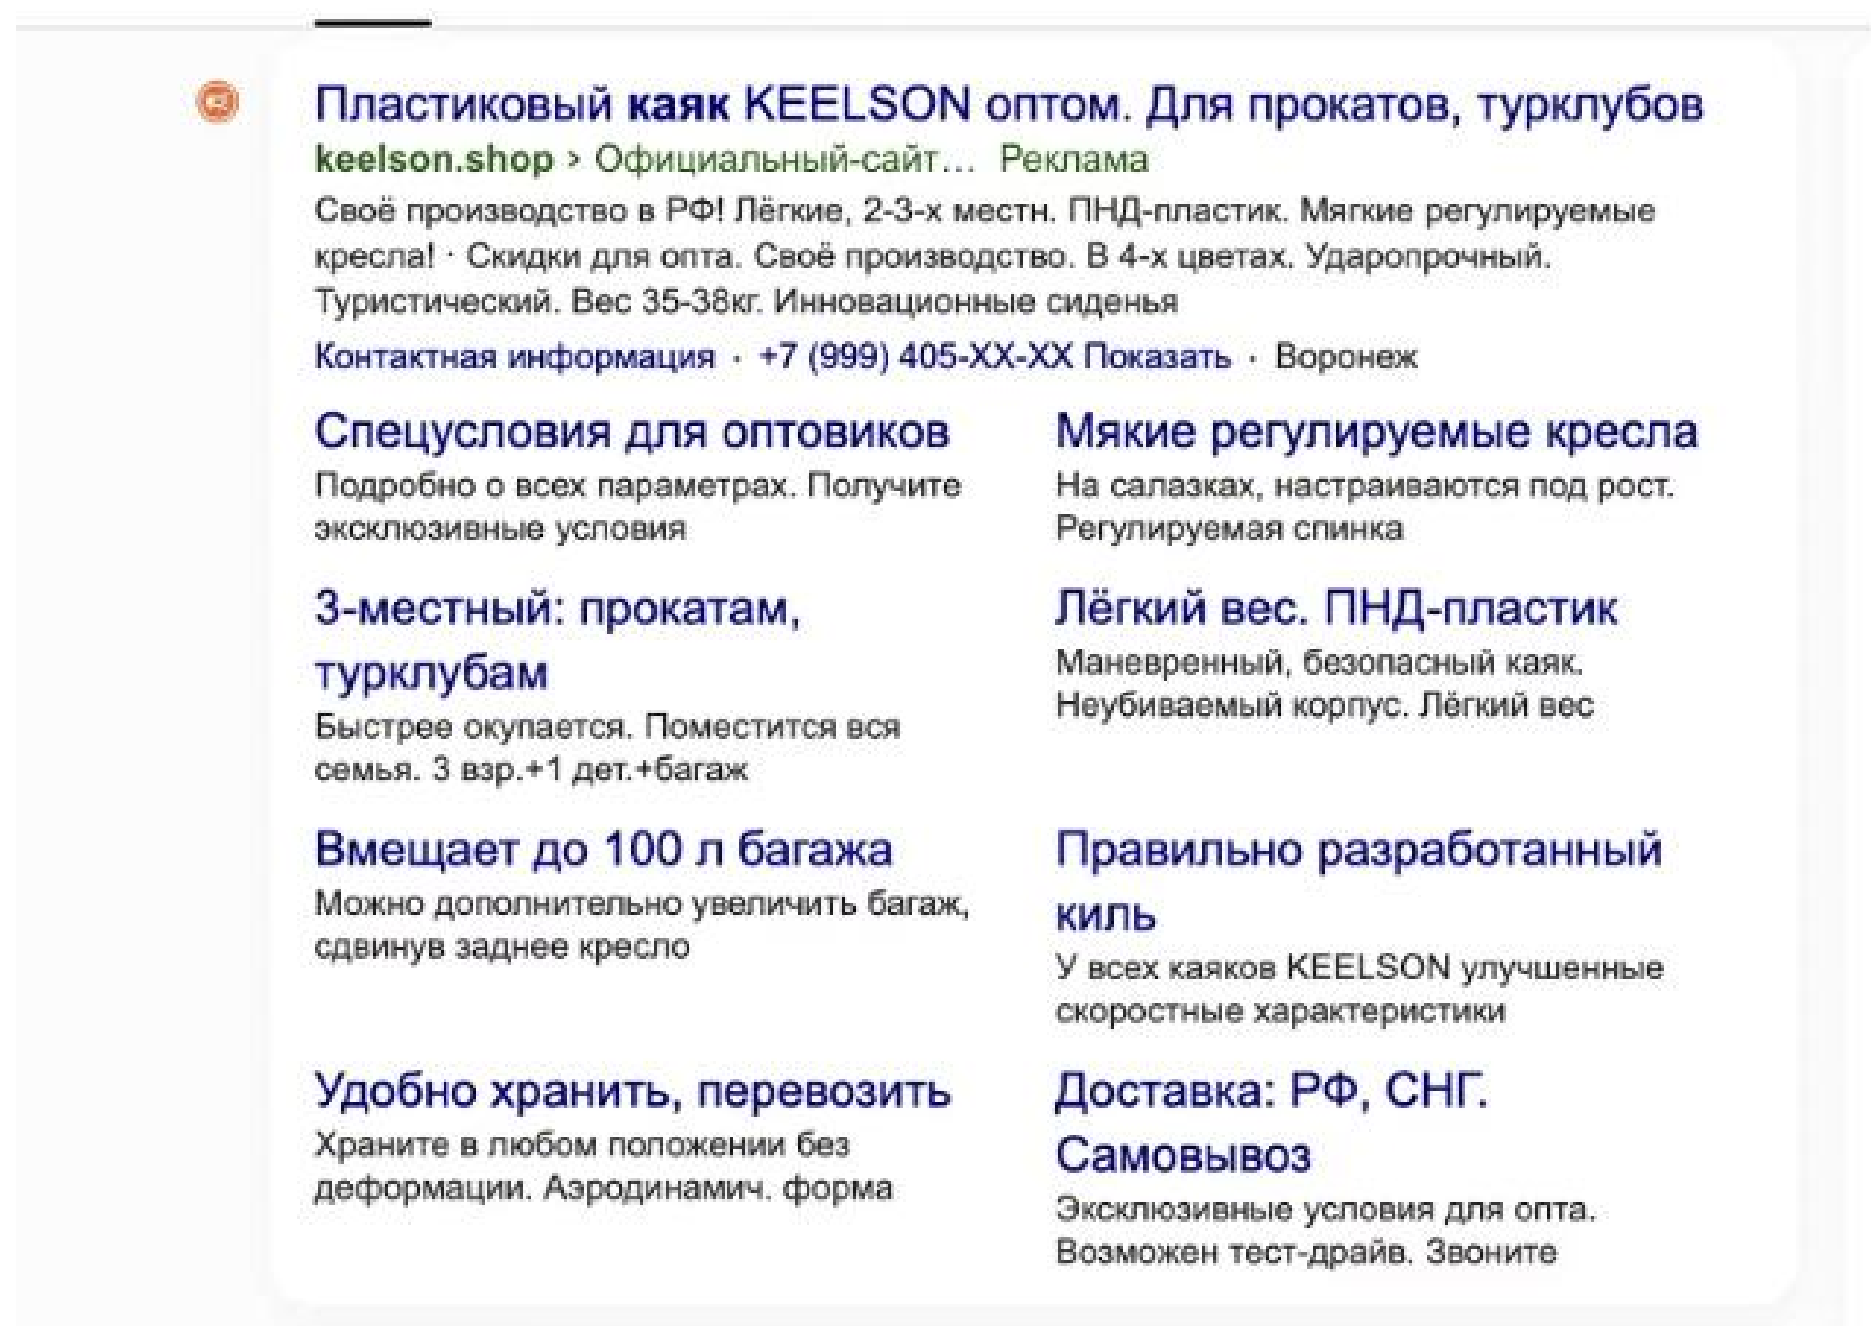 Пластиковый каяк KEELSON оптом. Для прокатов, турклубов
keelson.shop › Официальный-сайт... Реклама
Своё производство в РФ! Лёгкие, 2-3-х местн. ПНД-пластик. Мягкие регулируемые
кресла! · Скидки для опта. Своё производство. В 4-х цветах. Ударопрочный.
Туристический. Вес 35-38кг. Инновационные сиденья
Контактная информация · +7 (999) 405-XX-XX Показать · Воронеж
Спецусловия для оптовиков
Подробно о всех параметрах. Получите
эксклюзивные условия
Мякие регулируемые кресла
На салазках, настраиваются под рост.
Регулируемая спинка
3-местный: прокатам,
турклубам
Быстрее окупается. Поместится вся
семья. 3 взр.+1 дет.+багаж
Лёгкий вес. ПНД-пластик
Маневренный, безопасный каяк.
Неубиваемый корпус. Лёгкий вес
Вмещает до 100 л багажа
Можно дополнительно увеличить багаж,
сдвинув заднее кресло
Правильно разработанный
киль
У всех каяков KEELSON улучшенные
скоростные характеристики
Удобно хранить, перевозить
Храните в любом положении без
деформации. Аэродинамич. форма
Доставка: РФ, СНГ.
Самовывоз
Эксклюзивные условия для опта.
Возможен тест-драйв. Звоните